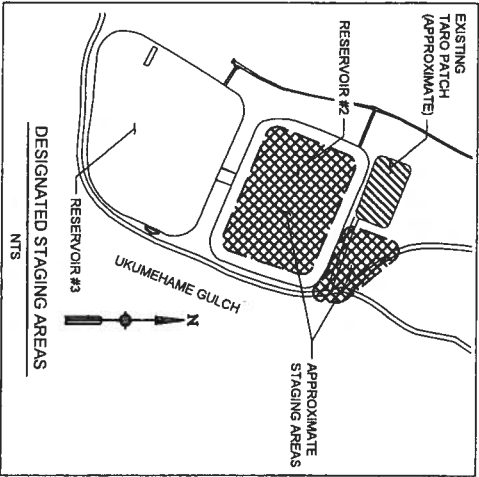 EXISTING
TARO PATCH
(APPROXIMATE)
RESERVOIR #2
APPROXIMATE
STAGING AREAS
UKUMEHAME GULCH
N
RESERVOIR #3
DESIGNATED STAGING AREAS
NTS